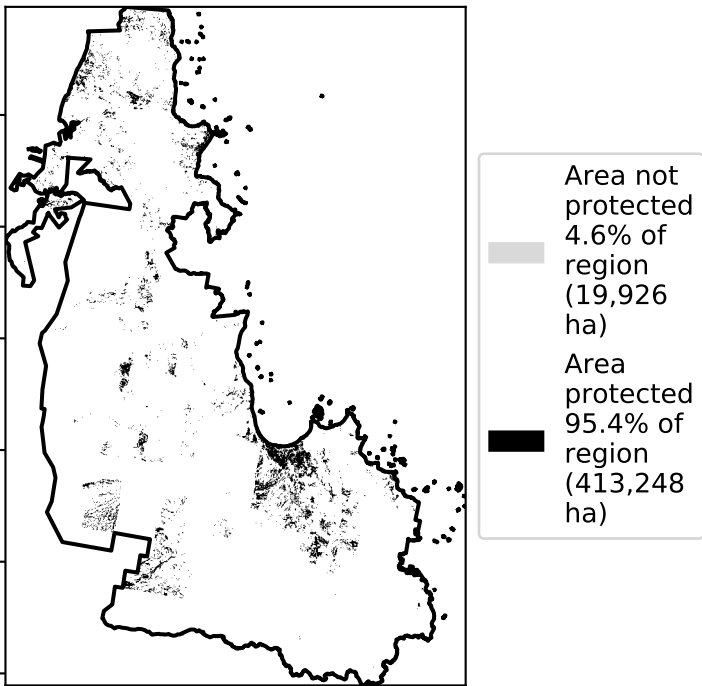 Area not
protected
4.6% of
region
(19,926
ha)
Area
protected
95.4% of
region
(413,248
ha)